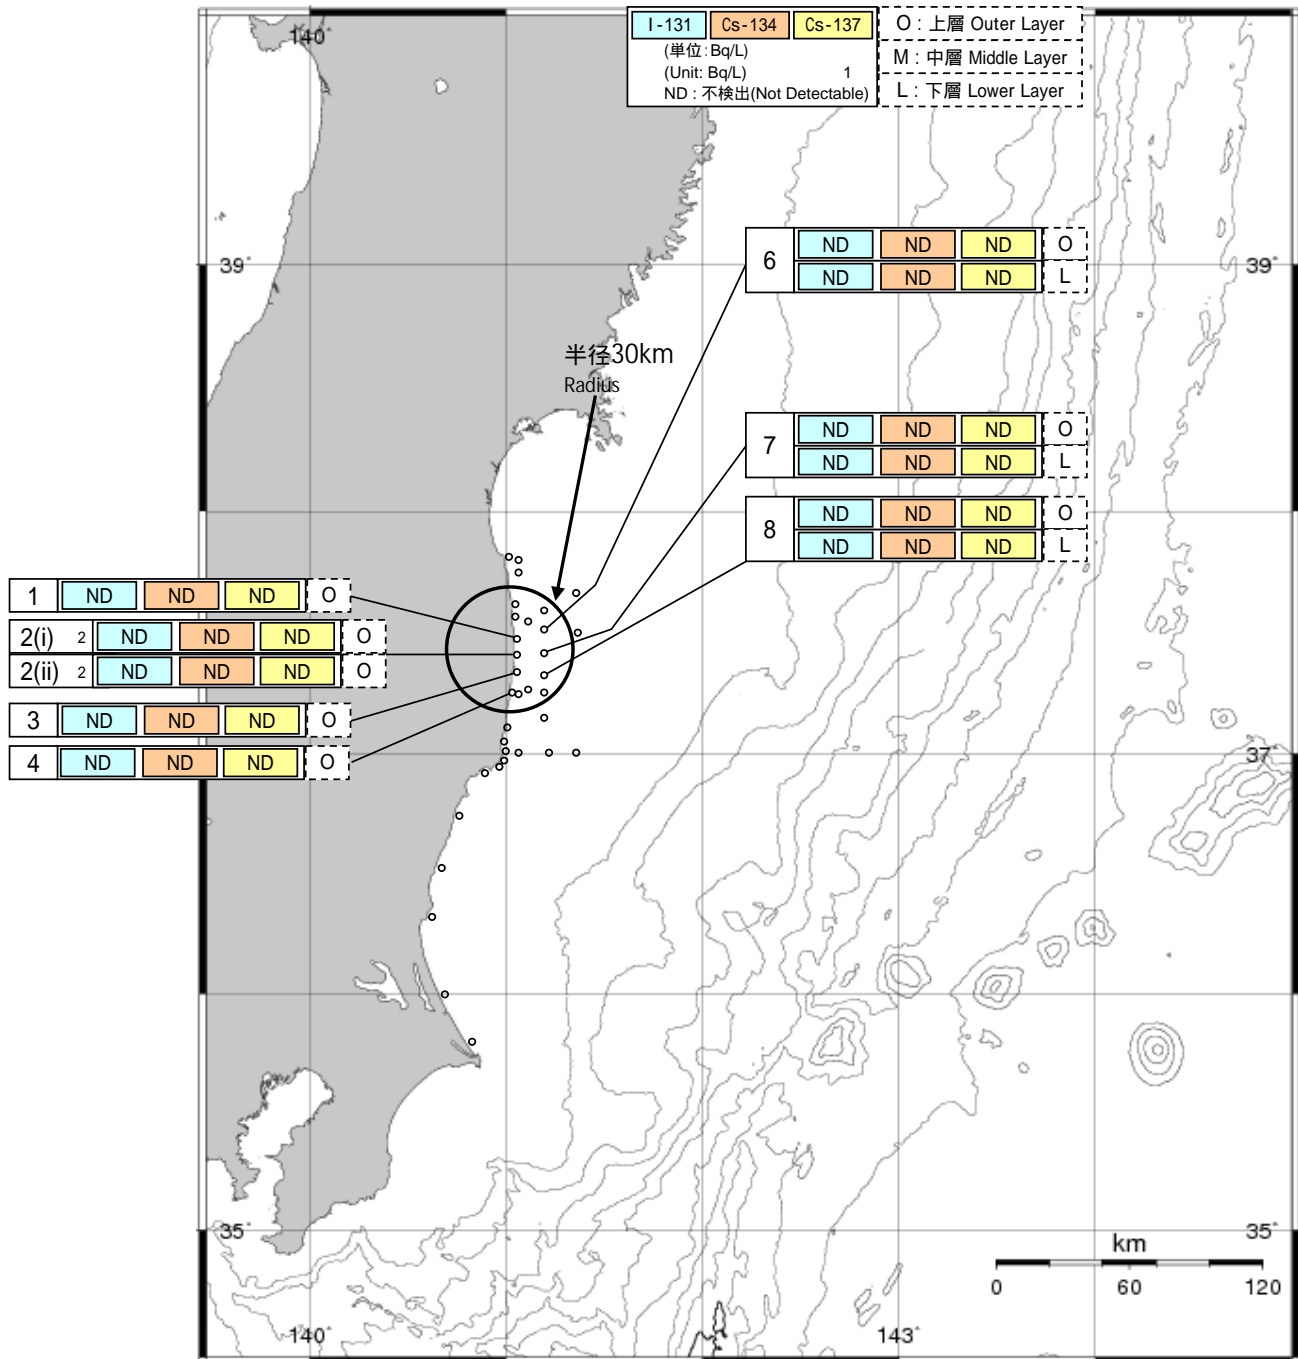 140°
I-131 Cs-134 Cs-137
(単位:Bq/L)
(Unit: Bq/L) 1
ND : 不検出(Not Detectable)
O : 上層 Outer Layer
M : 中層 Middle Layer
L : 下層 Lower Layer
39°
39°
6 ND ND ND O
ND ND ND L
半径30km
Radius
7 ND ND ND O
ND ND ND L
8 ND ND ND O
ND ND ND L
1 ND ND ND O
2(i) 2 ND ND ND O
2(ii) 2 ND ND ND O
3 ND ND ND O
4 ND ND ND O
37°
35°
35°
km
0 60 120
140°
143°